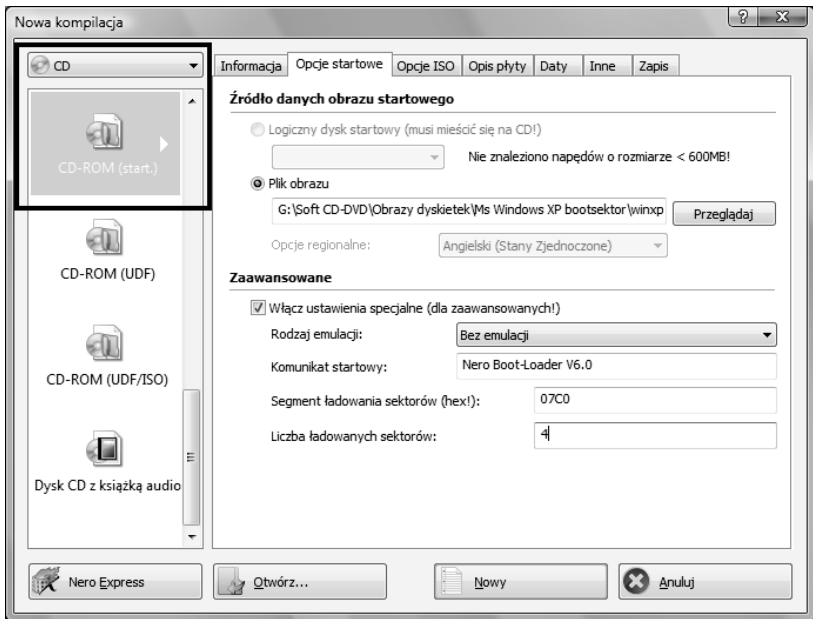 Nowa kompilacja
CD
CD-ROM (start.)
CD-ROM (UDF)
CD-ROM (UDF/ISO)
Dysk CD z książką audio
Informacja Opcje startowe Opcje ISO Opis płyty Daty Inne Zapis
Źródło danych obrazu startowego
Logiczny dysk startowy (musi mieścić się na CD!)
Nie znaleziono napędów o rozmiarze < 600MB!
Plik obrazu
G:\Soft CD-DVD\Obrazy dyskietek\Ms Windows XP bootsektor\winxp Przeglądaj
Opcje regionalne: Angielski (Stany Zjednoczone)
Zaawansowane
Włącz ustawienia specjalne (dla zaawansowanych!)
Rodzaj emulacji: Bez emulacji
Komunikat startowy: Nero Boot-Loader V6.0
Segment ładowania sektorów (hex!): 07C0
Liczba ładowanych sektorów: 4
Nero Express Otwórz... Nowy Anuluj